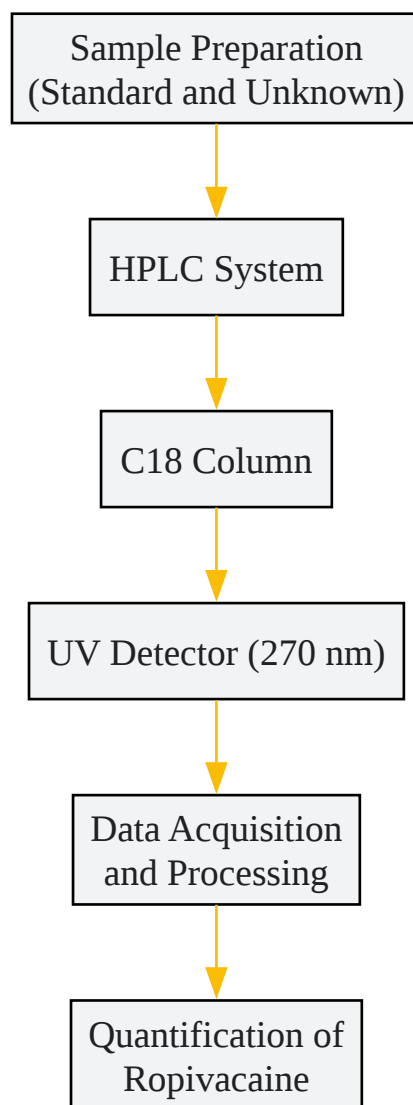 Sample Preparation
(Standard and Unknown)
HPLC System
C18 Column
UV Detector (270 nm)
Data Acquisition
and Processing
Quantification of
Ropivacaine